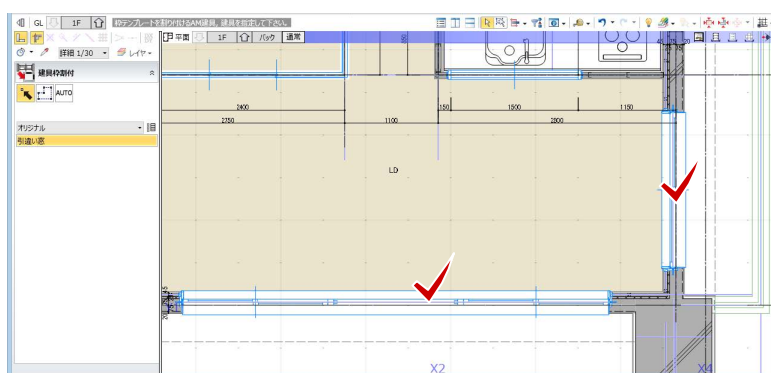 GL 1F 枠テンプレートを割り付けるAM建具、建具を指定して下さい。
詳細 1/30 レイヤ
平面 1F バック 通常
建具枠割付
AUTO
オリジナル
引違い窓
2400 150 1500 1150
2750 1100 2800
LD
X2 X4